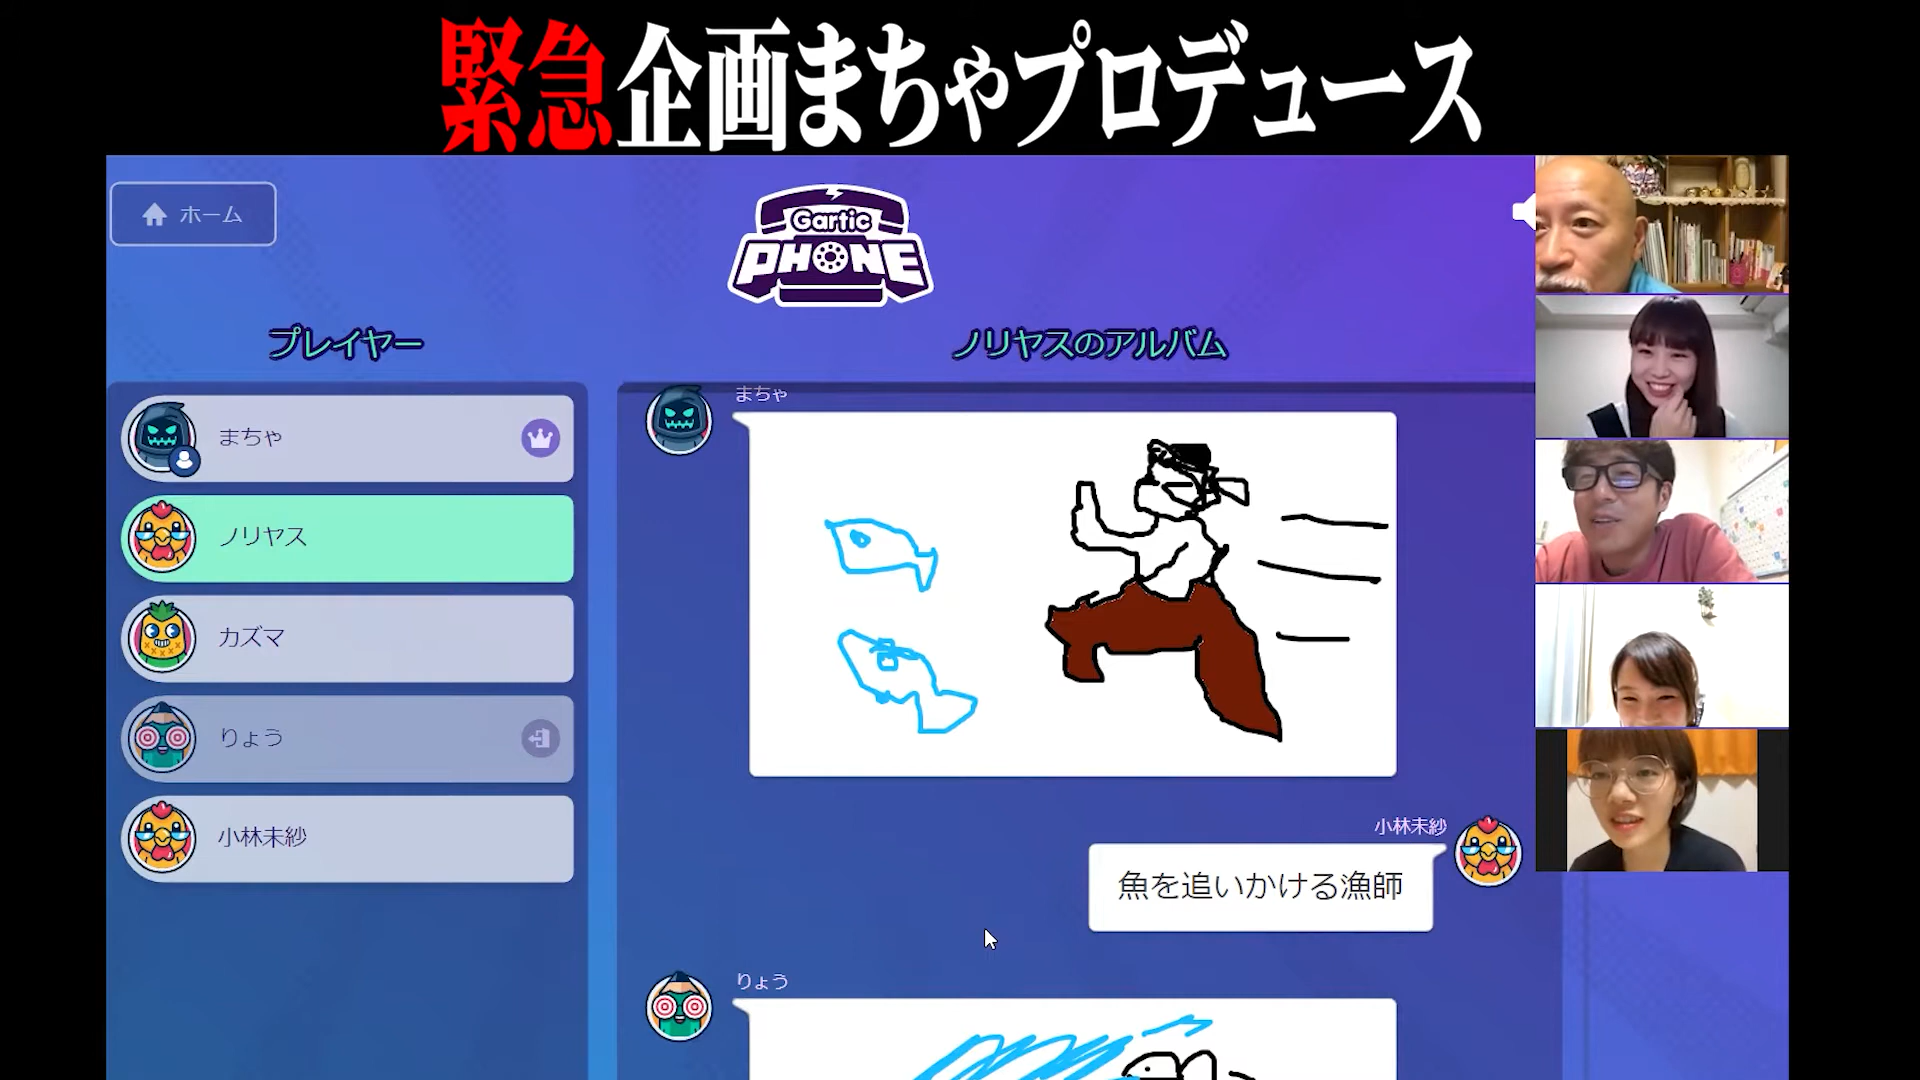 緊急企画まちゃプロデュース
ホーム
Gartic
PHONE
プレイヤー
まちゃ
ノリヤス
カズマ
りょう
小林未紗
ノリヤスのアルバム
まちゃ
小林未紗
魚を追いかける漁師
りょう